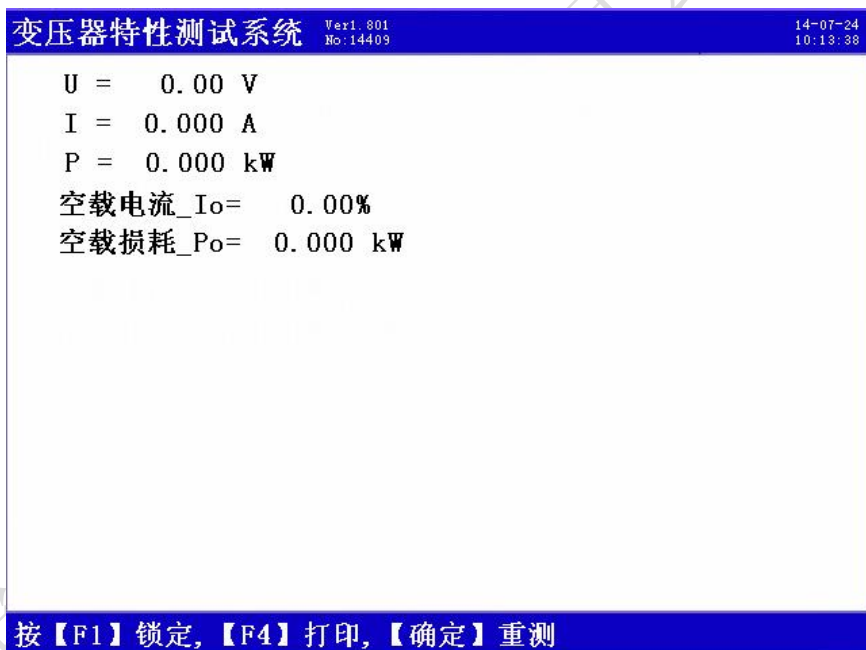 变压器特性测试系统 Ver1.801 No:14409 14-07-24 10:13:38
U = 0.00 V
I = 0.000 A
P = 0.000 kW
空载电流_Io= 0.00%
空载损耗_Po= 0.000 kW
按【F1】锁定,【F4】打印,【确定】重测